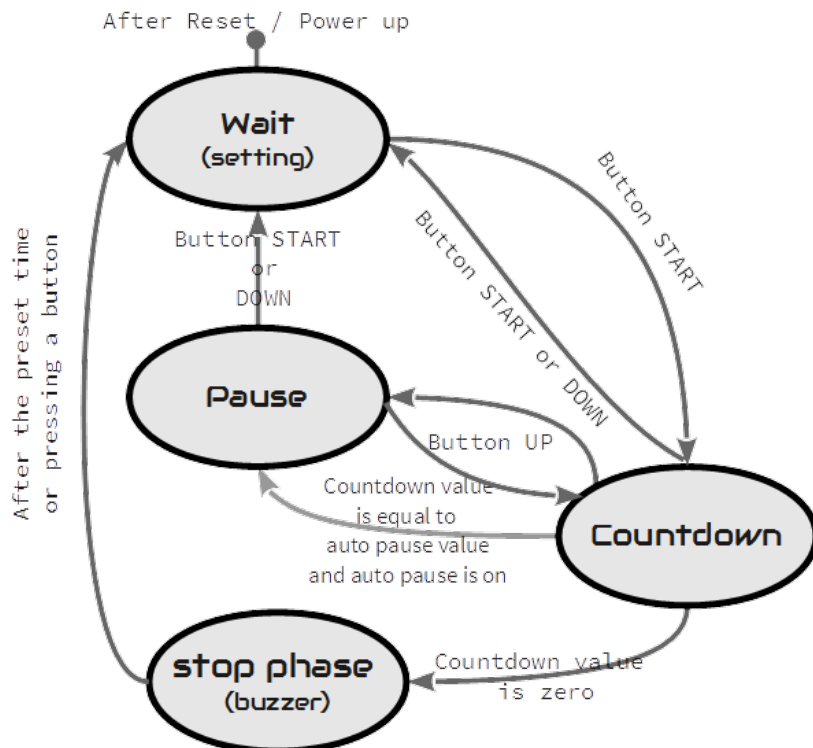 After Reset / Power up
Wait
(setting)
Button START
Button START or DOWN
Button START
or
DOWN
After the preset time
or pressing a button
Pause
Button UP
Countdown value
is equal to
auto pause value
and auto pause is on
Countdown
stop phase
(buzzer)
Countdown value
is zero